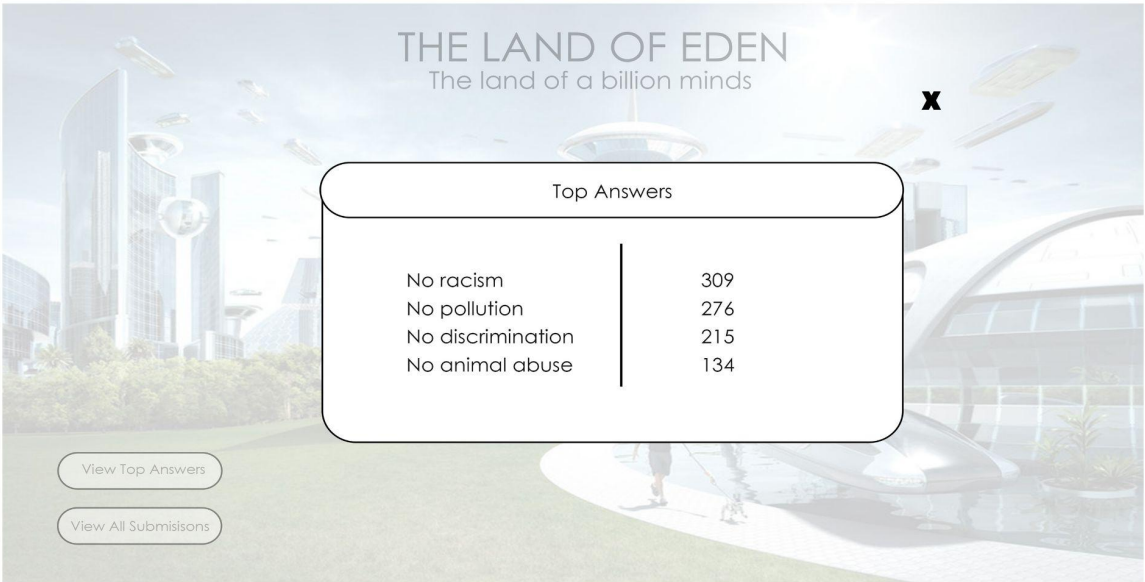 THE LAND OF EDEN
The land of a billion minds
X
Top Answers
No racism 309
No pollution 276
No discrimination 215
No animal abuse 134
View Top Answers
View All Submisisons